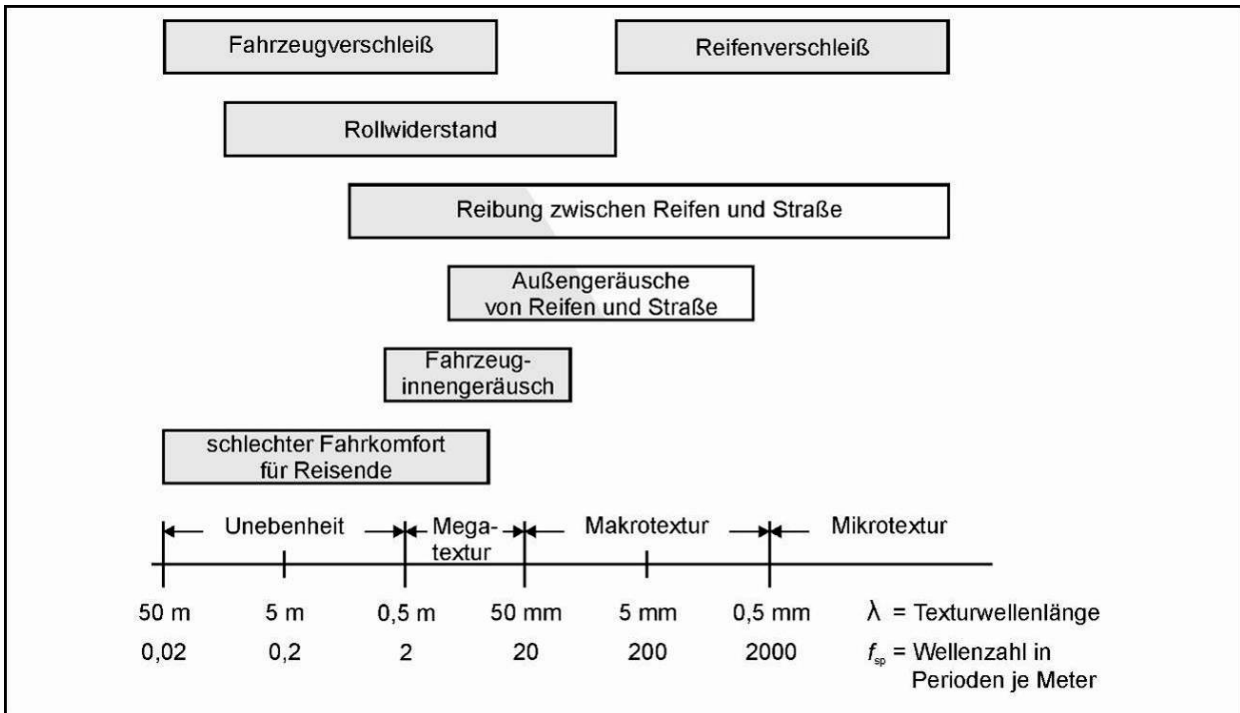 Fahrzeugverschleiß
Reifenverschleiß
Rollwiderstand
Reibung zwischen Reifen und Straße
Außengeräusche
von Reifen und Straße
Fahrzeug-
innengeräusch
schlechter Fahrkomfort
für Reisende
Unebenheit
Mega-
textur
Makrotextur
Mikrotextur
50 m 5 m 0,5 m 50 mm 5 mm 0,5 mm λ = Texturwellenlänge
0,02 0,2 2 20 200 2000 fsp = Wellenzahl in
Perioden je Meter